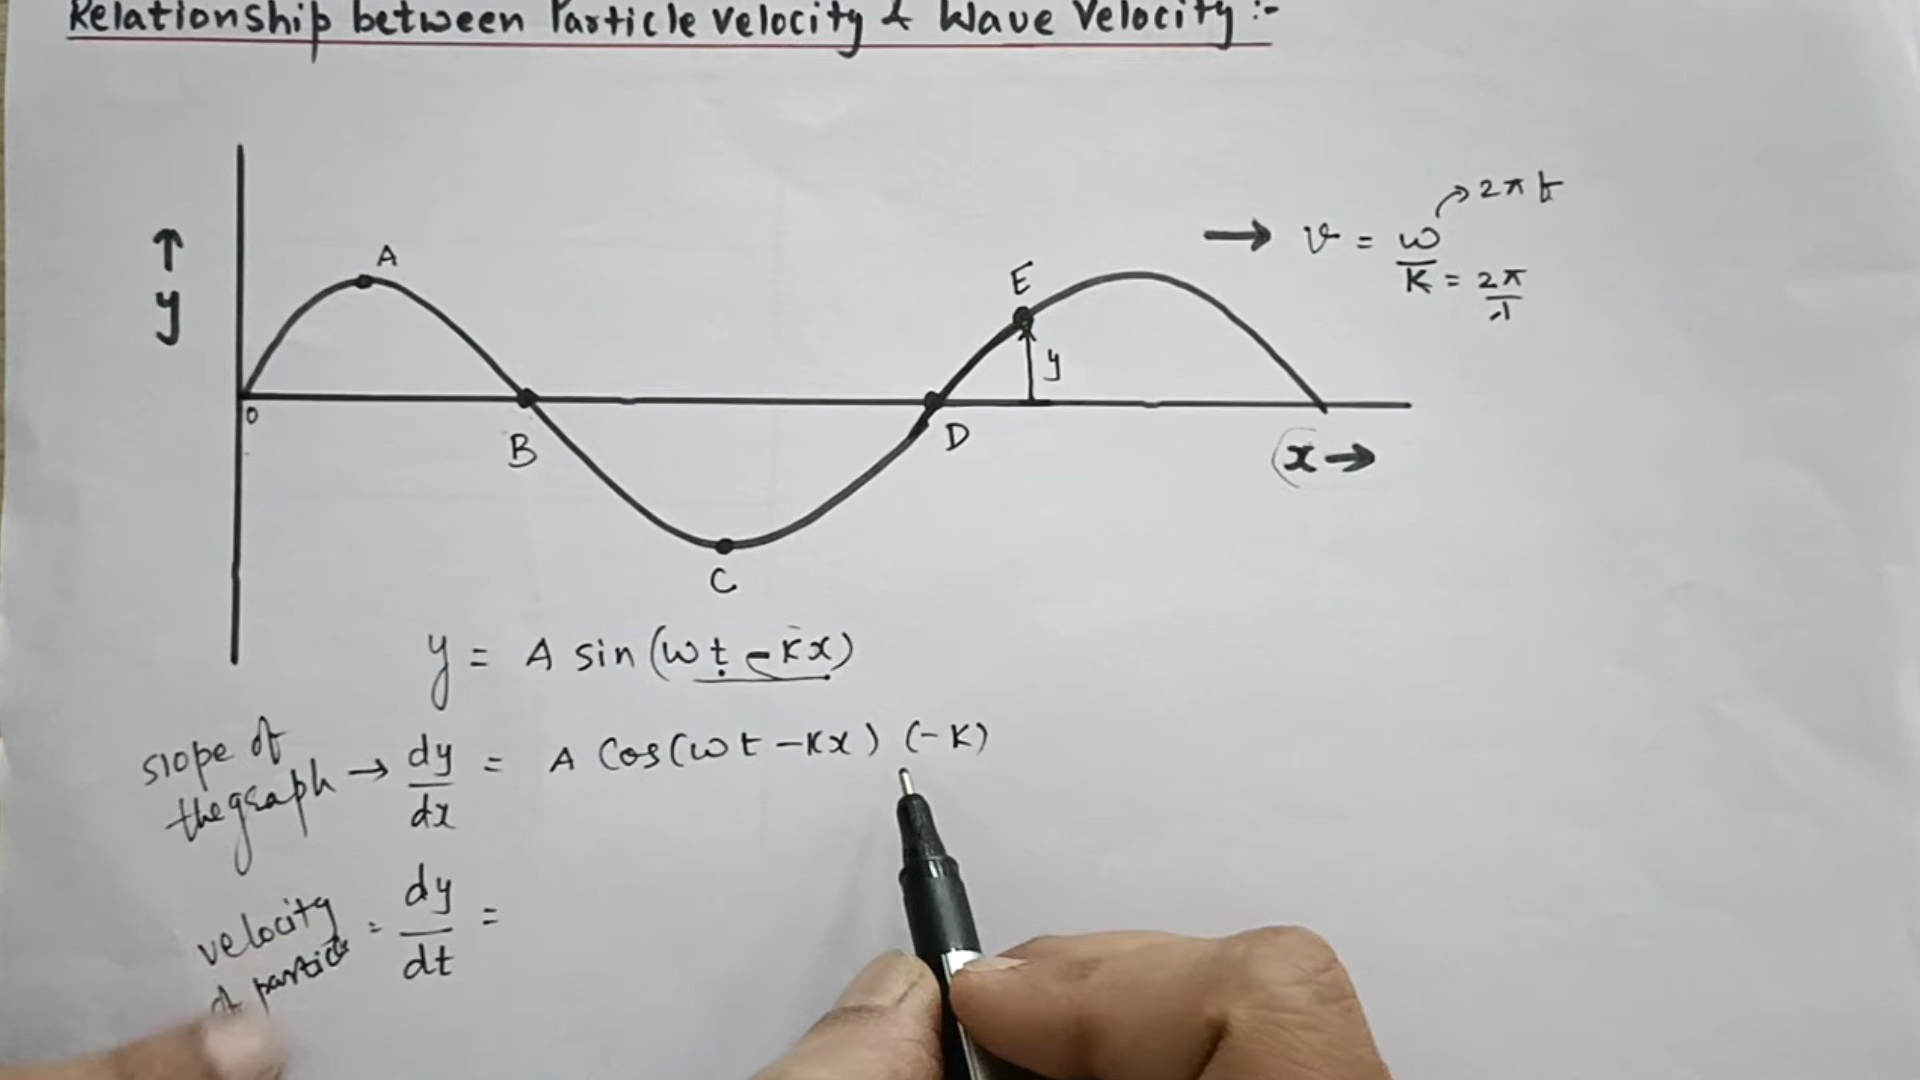 Relationship between Particle velocity & Wave Velocity :-
→ v = ω/K
↗ 2πf
K = 2π/λ
↑
y
A
E
y
0
B
D
x →
C
y = A sin (ωt - Kx)
slope of
the graph → dy/dx = A Cos(ωt - Kx) (-K)
velocity
of particle = dy/dt =